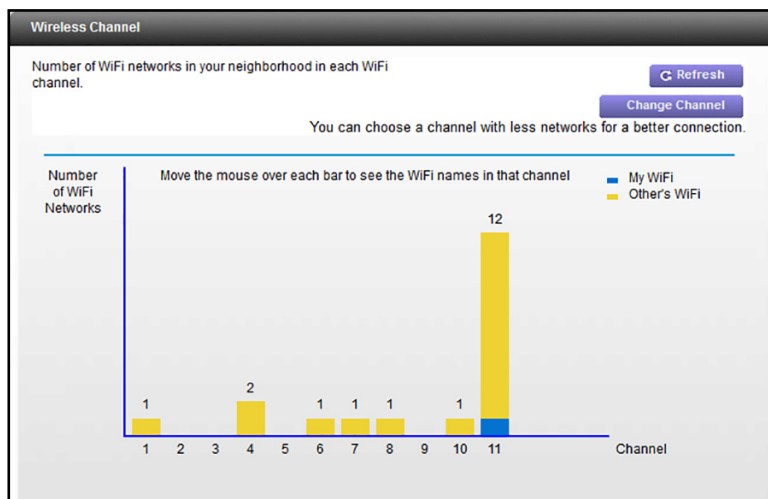 Wireless Channel
Number of WiFi networks in your neighborhood in each WiFi
channel.
Refresh
Change Channel
You can choose a channel with less networks for a better connection.
Number
of WiFi
Networks
Move the mouse over each bar to see the WiFi names in that channel
My WiFi
Other's WiFi
12
2
1 1 1 1 1
1 2 3 4 5 6 7 8 9 10 11 Channel